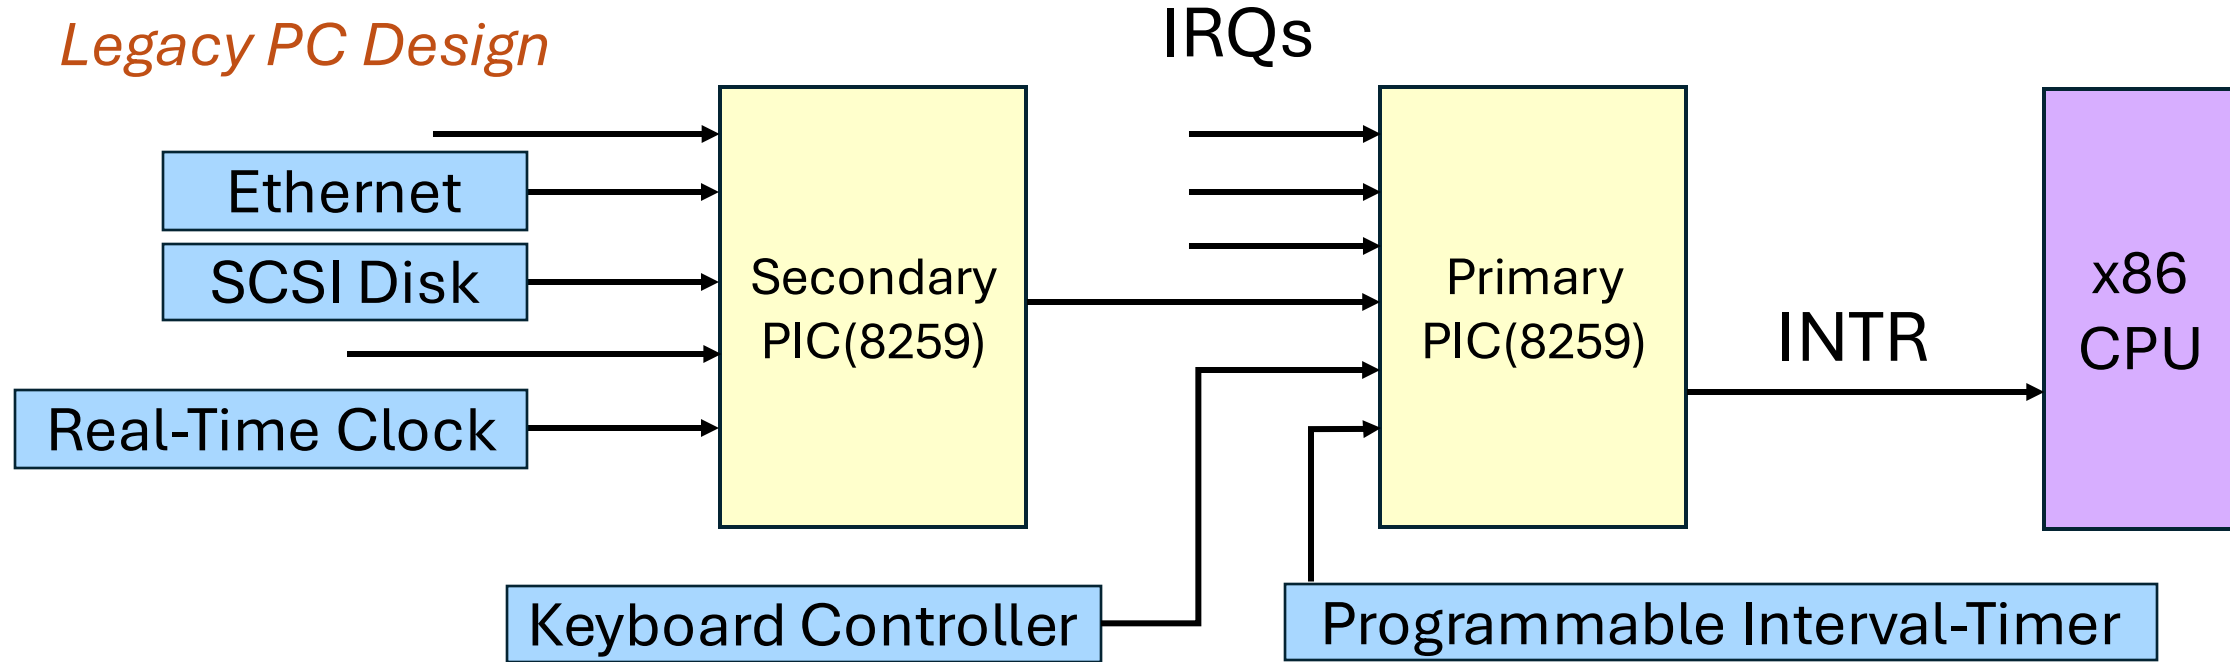 Legacy PC Design
IRQs
Ethernet
SCSI Disk
Real-Time Clock
Secondary
PIC(8259)
Primary
PIC(8259)
INTR
x86
CPU
Keyboard Controller
Programmable Interval-Timer